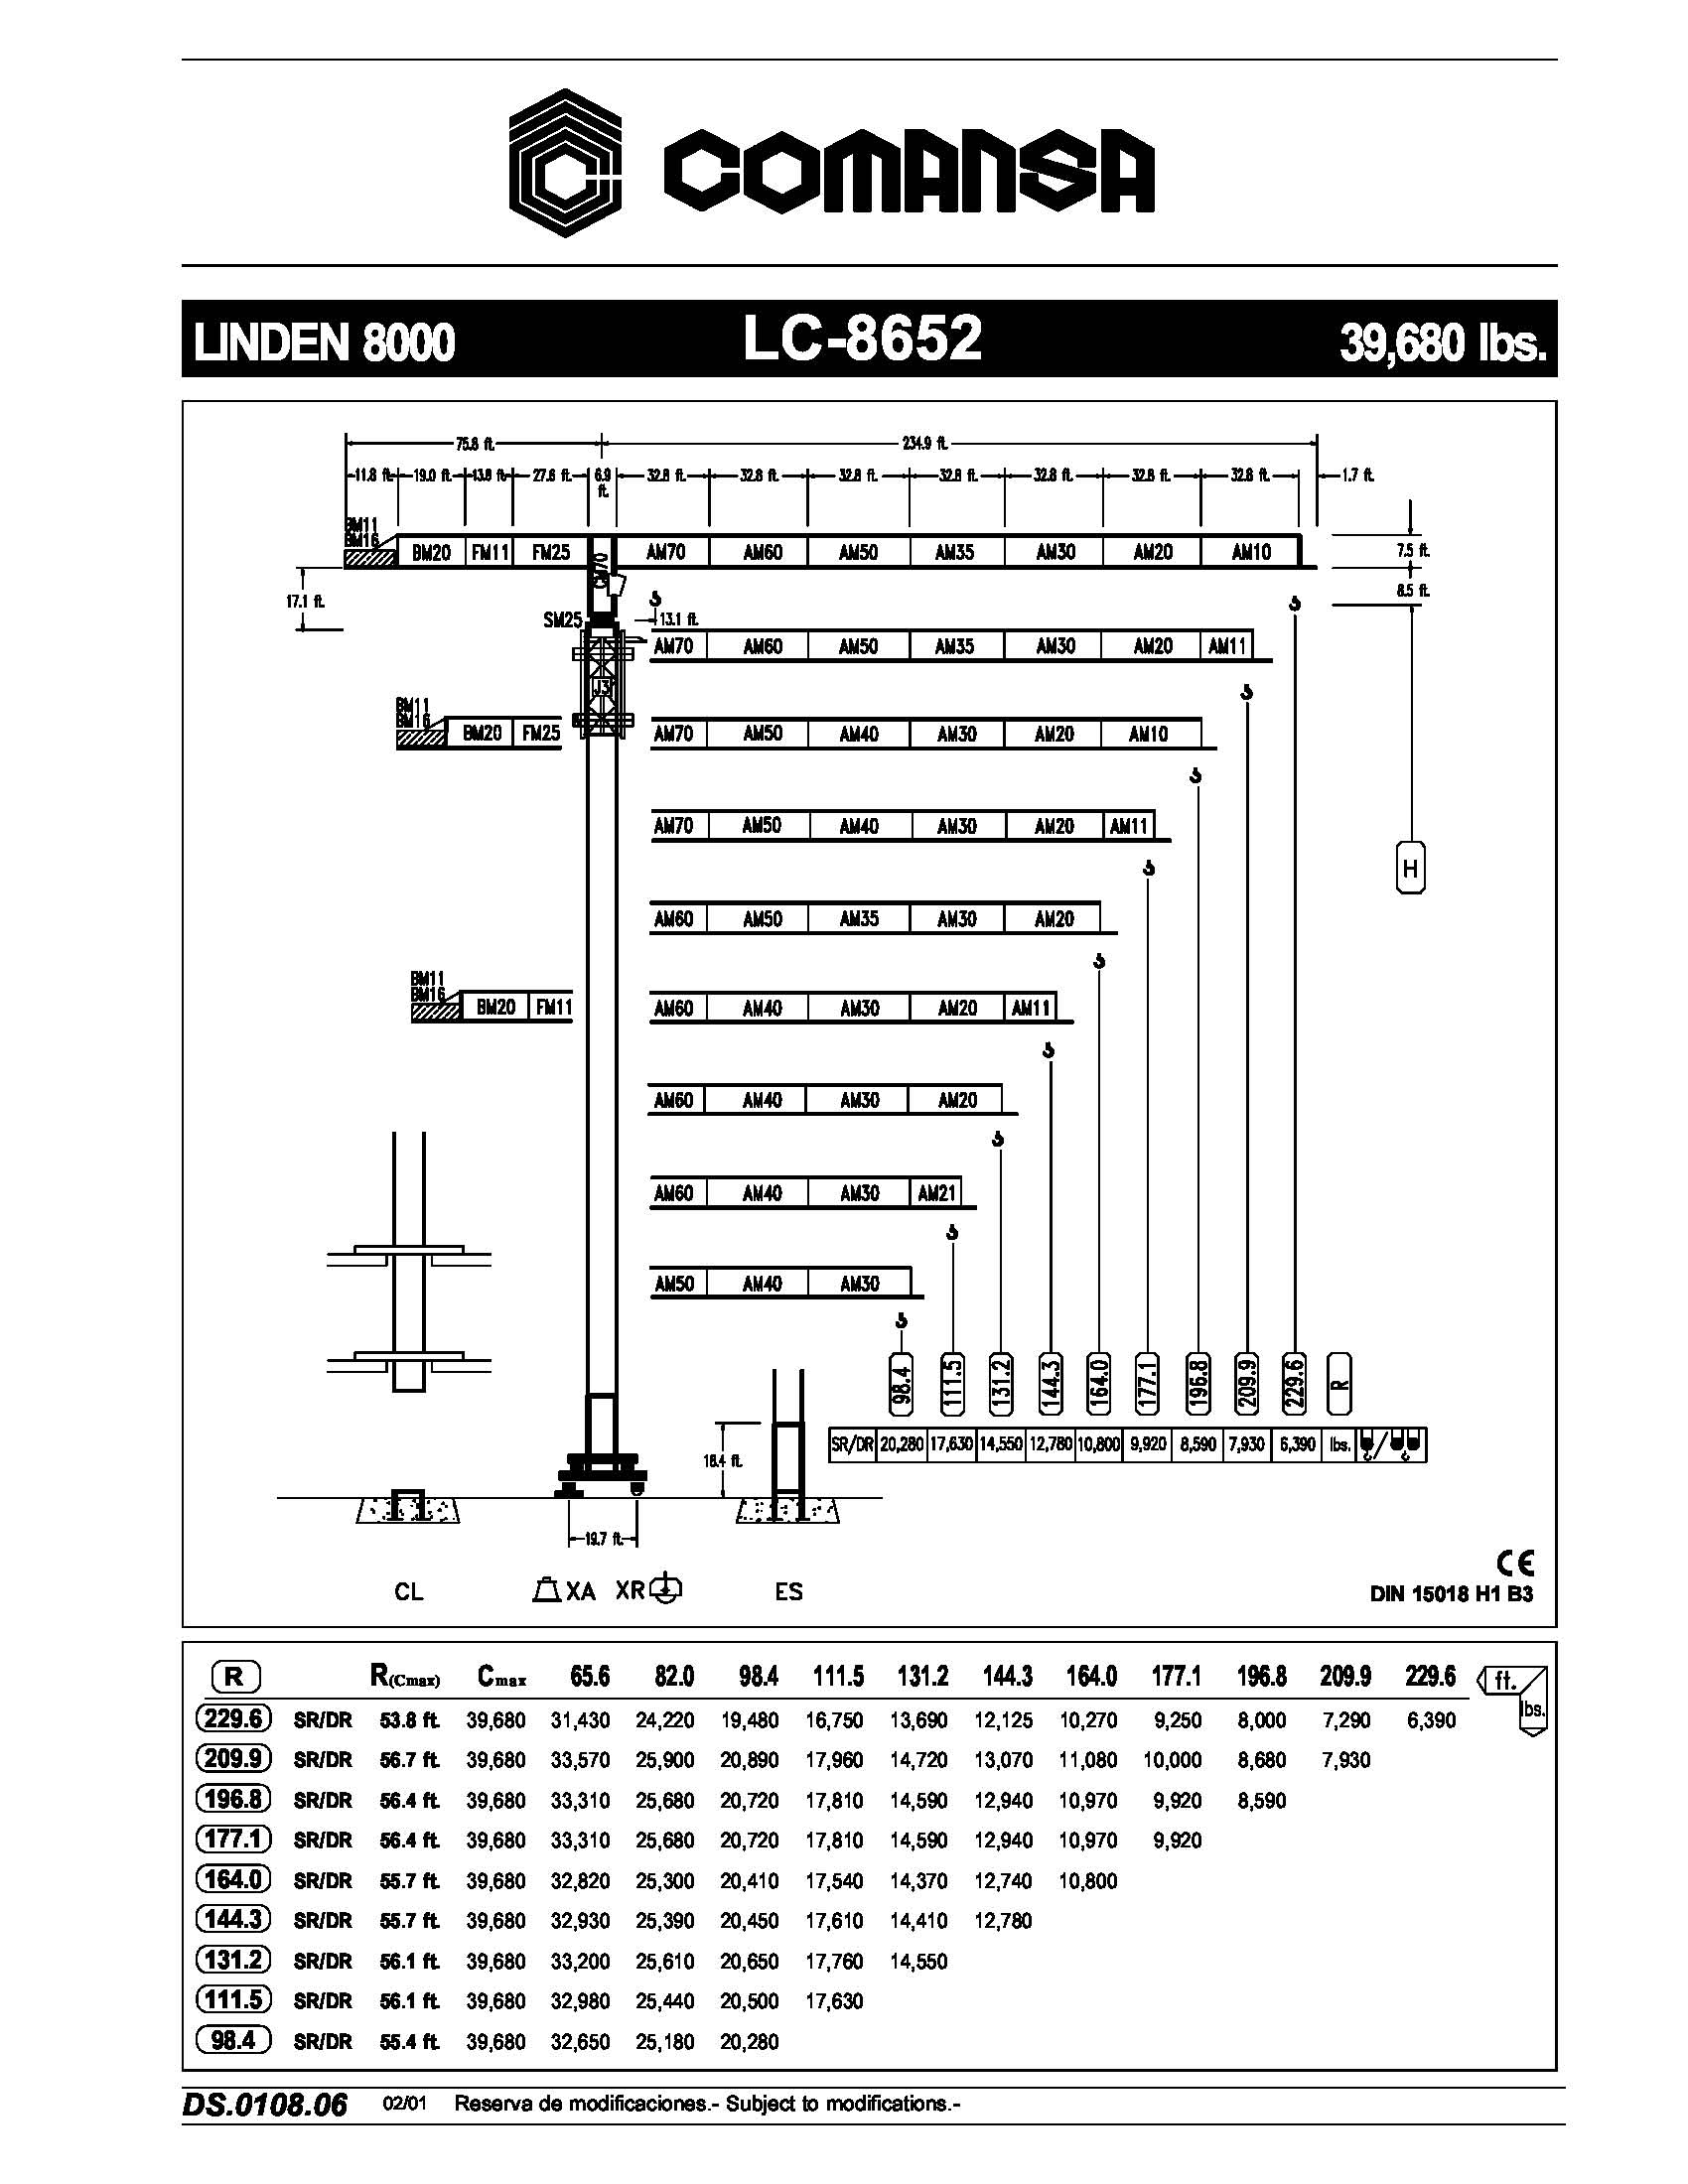 COMANSA
LINDEN 8000 LC-8652 39,680 lbs.
75.8 ft. 234.9 ft.
11.8 ft. 19.0 ft. 13.8 ft. 27.6 ft. 6.9 ft. 32.8 ft. 32.8 ft. 32.8 ft. 32.8 ft. 32.8 ft. 32.8 ft. 32.8 ft. 1.7 ft.
BM11
BM16 BM20 FM11 FM25 CM70 AM70 AM60 AM50 AM35 AM30 AM20 AM10 7.5 ft.
17.1 ft. 8.5 ft.
SM25 13.1 ft.
AM70 AM60 AM50 AM35 AM30 AM20 AM11
J3
BM11
BM16 BM20 FM25 AM70 AM50 AM40 AM30 AM20 AM10
AM70 AM50 AM40 AM30 AM20 AM11
H
AM60 AM50 AM35 AM30 AM20
BM11
BM16 BM20 FM11 AM60 AM40 AM30 AM20 AM11
AM60 AM40 AM30 AM20
AM60 AM40 AM30 AM21
AM50 AM40 AM30
98.4 111.5 131.2 144.3 164.0 177.1 196.8 209.9 229.6 R
SR/DR 20,280 17,630 14,550 12,780 10,800 9,920 8,590 7,930 6,390 lbs.
16.4 ft.
19.7 ft.
CE
CL XA XR ES DIN 15018 H1 B3
R R(Cmax) Cmax 65.6 82.0 98.4 111.5 131.2 144.3 164.0 177.1 196.8 209.9 229.6 ft.
lbs.
229.6 SR/DR 53.8 ft. 39,680 31,430 24,220 19,480 16,750 13,690 12,125 10,270 9,250 8,000 7,290 6,390
209.9 SR/DR 56.7 ft. 39,680 33,570 25,900 20,890 17,960 14,720 13,070 11,080 10,000 8,680 7,930
196.8 SR/DR 56.4 ft. 39,680 33,310 25,680 20,720 17,810 14,590 12,940 10,970 9,920 8,590
177.1 SR/DR 56.4 ft. 39,680 33,310 25,680 20,720 17,810 14,590 12,940 10,970 9,920
164.0 SR/DR 55.7 ft. 39,680 32,820 25,300 20,410 17,540 14,370 12,740 10,800
144.3 SR/DR 55.7 ft. 39,680 32,930 25,390 20,450 17,610 14,410 12,780
131.2 SR/DR 56.1 ft. 39,680 33,200 25,610 20,650 17,760 14,550
111.5 SR/DR 56.1 ft. 39,680 32,980 25,440 20,500 17,630
98.4 SR/DR 55.4 ft. 39,680 32,650 25,180 20,280
DS.0108.06 02/01 Reserva de modificaciones.- Subject to modifications.-